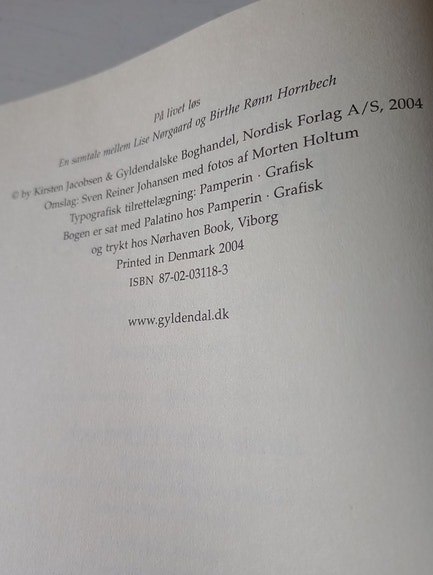 På livet løs
En samtale mellem Lise Nørgaard og Birthe Rønn Hornbech
© by Kirsten Jacobsen & Gyldendalske Boghandel, Nordisk Forlag A/S, 2004
Omslag: Sven Reiner Johansen med fotos af Morten Holtum
Typografisk tilrettelægning: Pamperin · Grafisk
Bogen er sat med Palatino hos Pamperin · Grafisk
og trykt hos Nørhaven Book, Viborg
Printed in Denmark 2004
ISBN 87-02-03118-3
www.gyldendal.dk